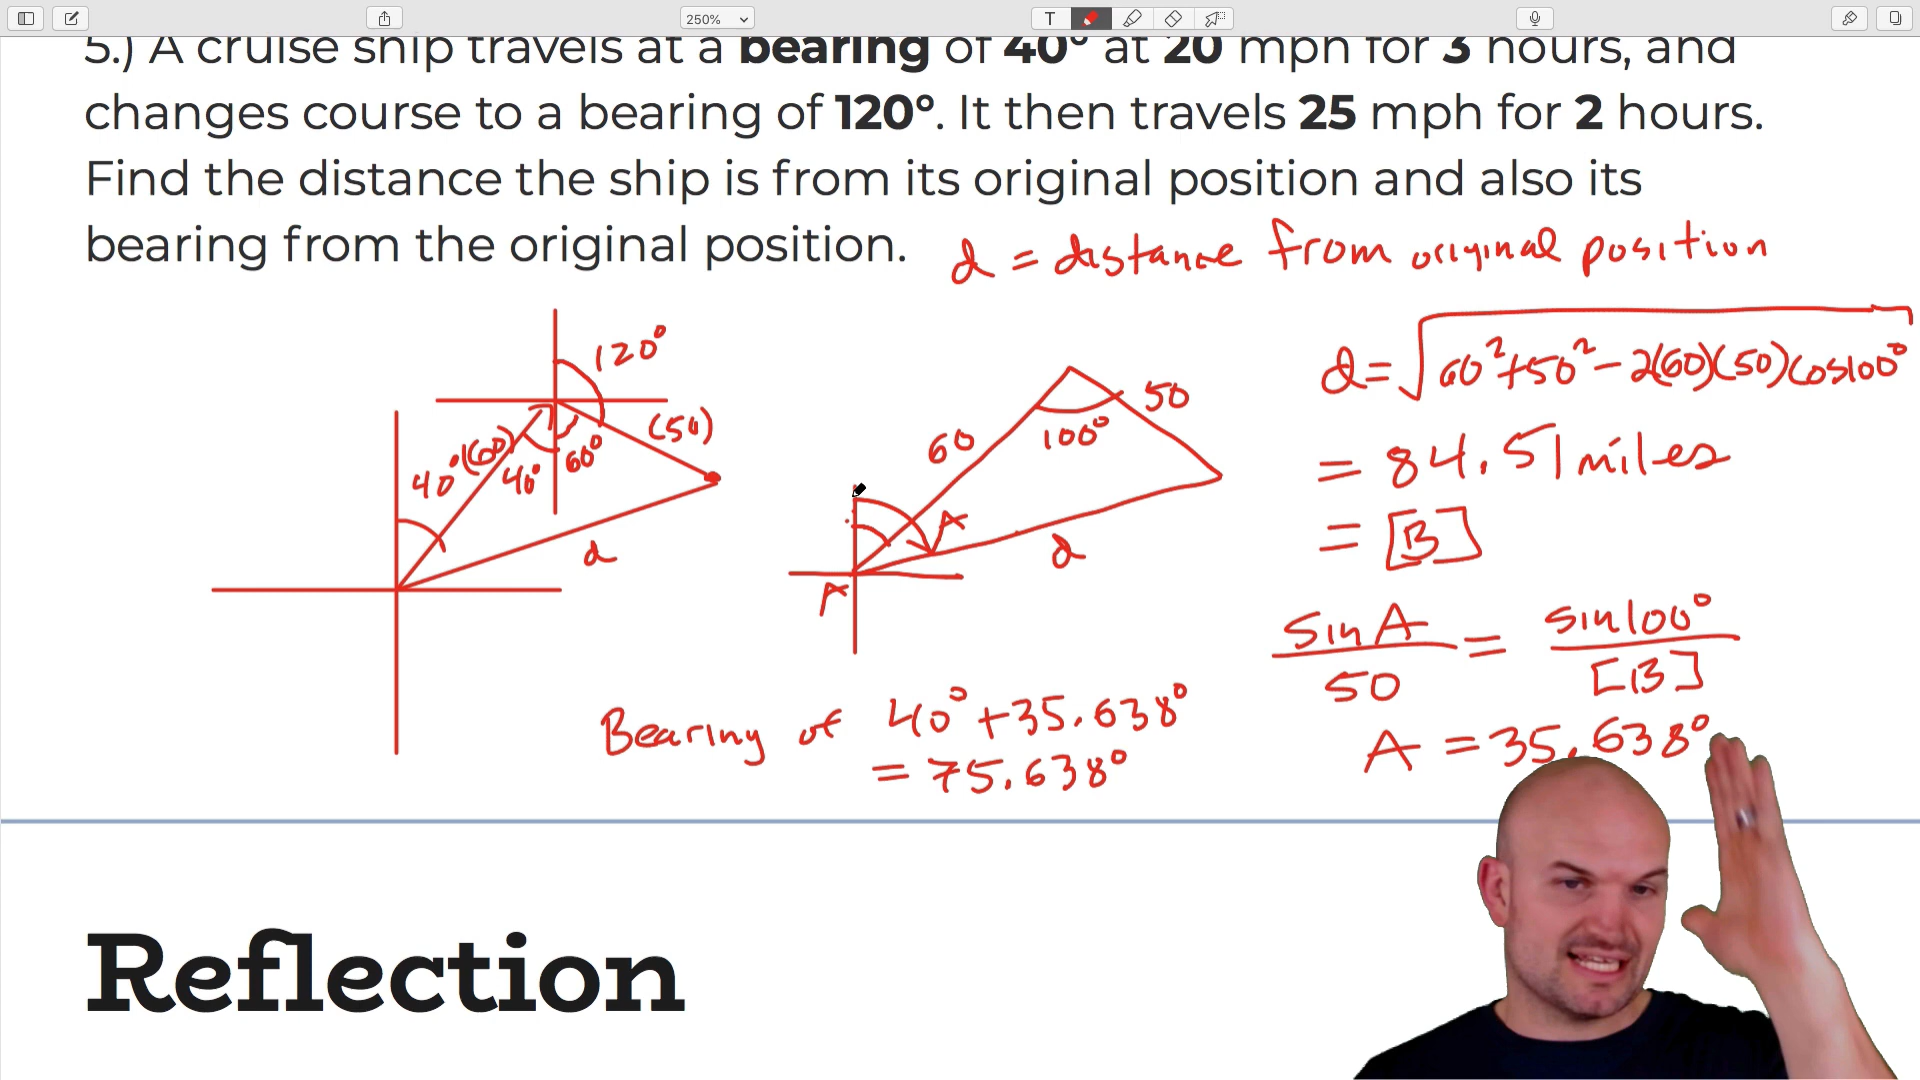 250%
T
5.) A cruise ship travels at a bearing of 40° at 20 mph for 3 hours, and
changes course to a bearing of 120°. It then travels 25 mph for 2 hours.
Find the distance the ship is from its original position and also its
bearing from the original position.
d = distance from original position
120°
(50)
40°
(60)
40°
60°
d
60
50
100°
A
A
d
d = √60²+50²-2(60)(50)cos100°
= 84.51 miles
= [B]
sin A / 50 = sin100° / [B]
A = 35.638°
Bearing of 40°+35.638°
= 75.638°
Reflection